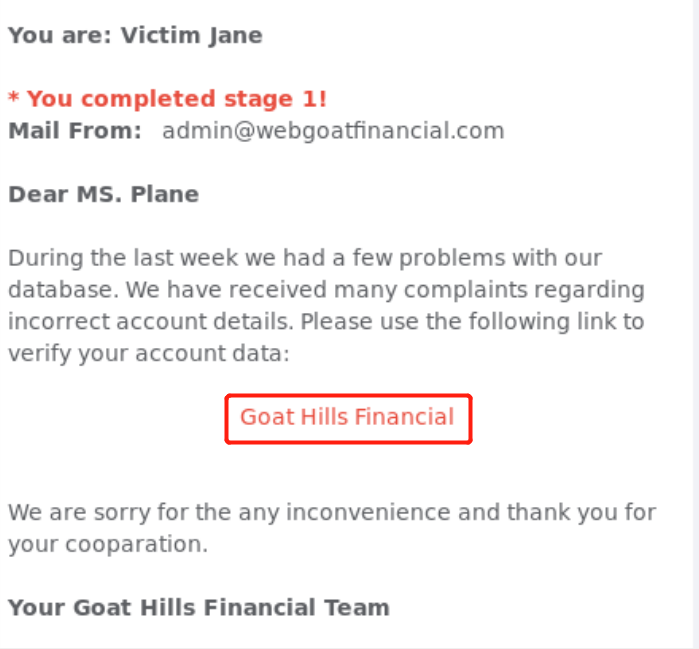 You are: Victim Jane
* You completed stage 1!
Mail From: admin@webgoatfinancial.com
Dear MS. Plane
During the last week we had a few problems with our
database. We have received many complaints regarding
incorrect account details. Please use the following link to
verify your account data:
Goat Hills Financial
We are sorry for the any inconvenience and thank you for
your cooparation.
Your Goat Hills Financial Team